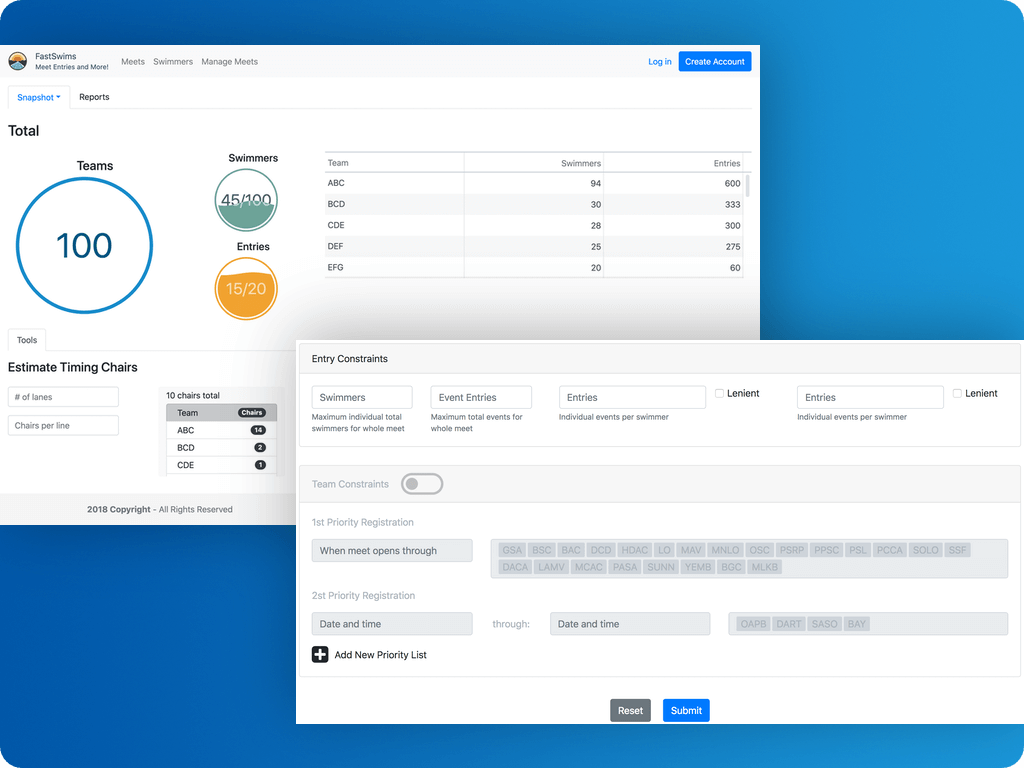 FastSwims
Meet Entries and More!
Meets Swimmers Manage Meets
Log in Create Account
Snapshot Reports
Total
Teams
100
Swimmers
45/100
Entries
15/20
Team Swimmers Entries
ABC 94 600
BCD 30 333
CDE 28 300
DEF 25 275
EFG 20 60
Tools
Estimate Timing Chairs
# of lanes
Chairs per line
10 chairs total
Team Chairs
ABC 14
BCD 2
CDE 1
2018 Copyright - All Rights Reserved
Entry Constraints
Swimmers
Maximum individual total
swimmers for whole meet
Event Entries
Maximum total events for
whole meet
Entries
Individual events per swimmer
Lenient
Entries
Individual events per swimmer
Lenient
Team Constraints
1st Priority Registration
When meet opens through
GSA BSC BAC DCD HDAC LO MAV MNLO OSC PSRP PPSC PSL PCCA SOLO SSF
DACA LAMV MCAC PASA SUNN YEMB BGC MLKB
2st Priority Registration
Date and time through: Date and time OAPB DART SASO BAY
Add New Priority List
Reset Submit